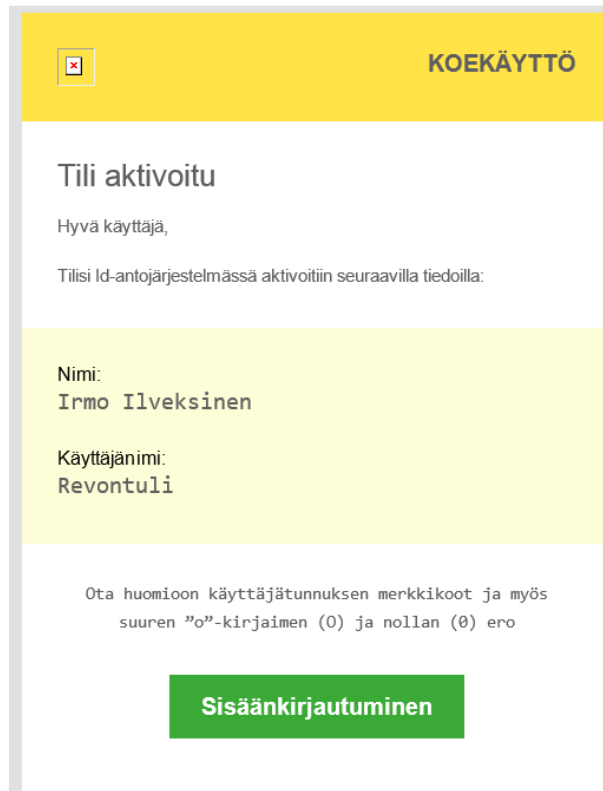 KOEKÄYTTÖ
Tili aktivoitu
Hyvä käyttäjä,
Tilisi Id-antojärjestelmässä aktivoitiin seuraavilla tiedoilla:
Nimi:
Irmo Ilveksinen
Käyttäjänimi:
Revontuli
Ota huomioon käyttäjätunnuksen merkkikoot ja myös
suuren ”o”-kirjaimen (O) ja nollan (0) ero
Sisäänkirjautuminen